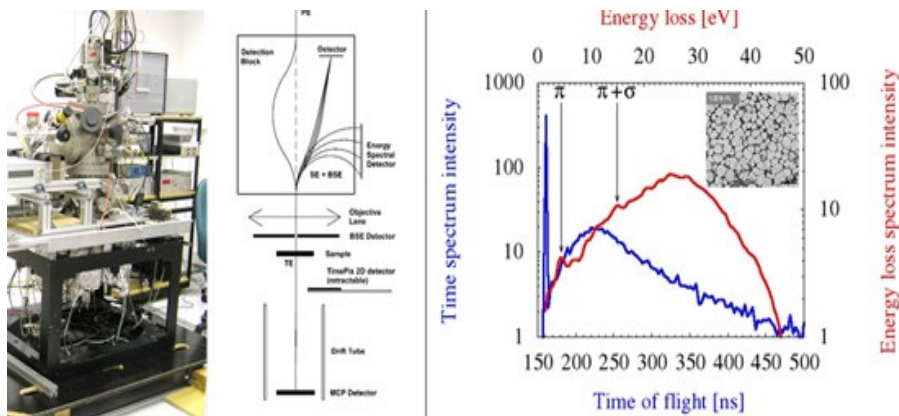 PE
Detection
Block
Detector
Energy
Spectral
Detector
SE + BSE
Objective
Lens
BSE Detector
Sample
TE
TimePix 2D detector
(retractable)
Drift Tube
MCP Detector
Energy loss [eV]
0 10 20 30 40 50
1000
100
10
1
Time spectrum intensity
π
π+σ
100
10
1
Energy loss spectrum intensity
150 200 250 300 350 400 450 500
Time of flight [ns]